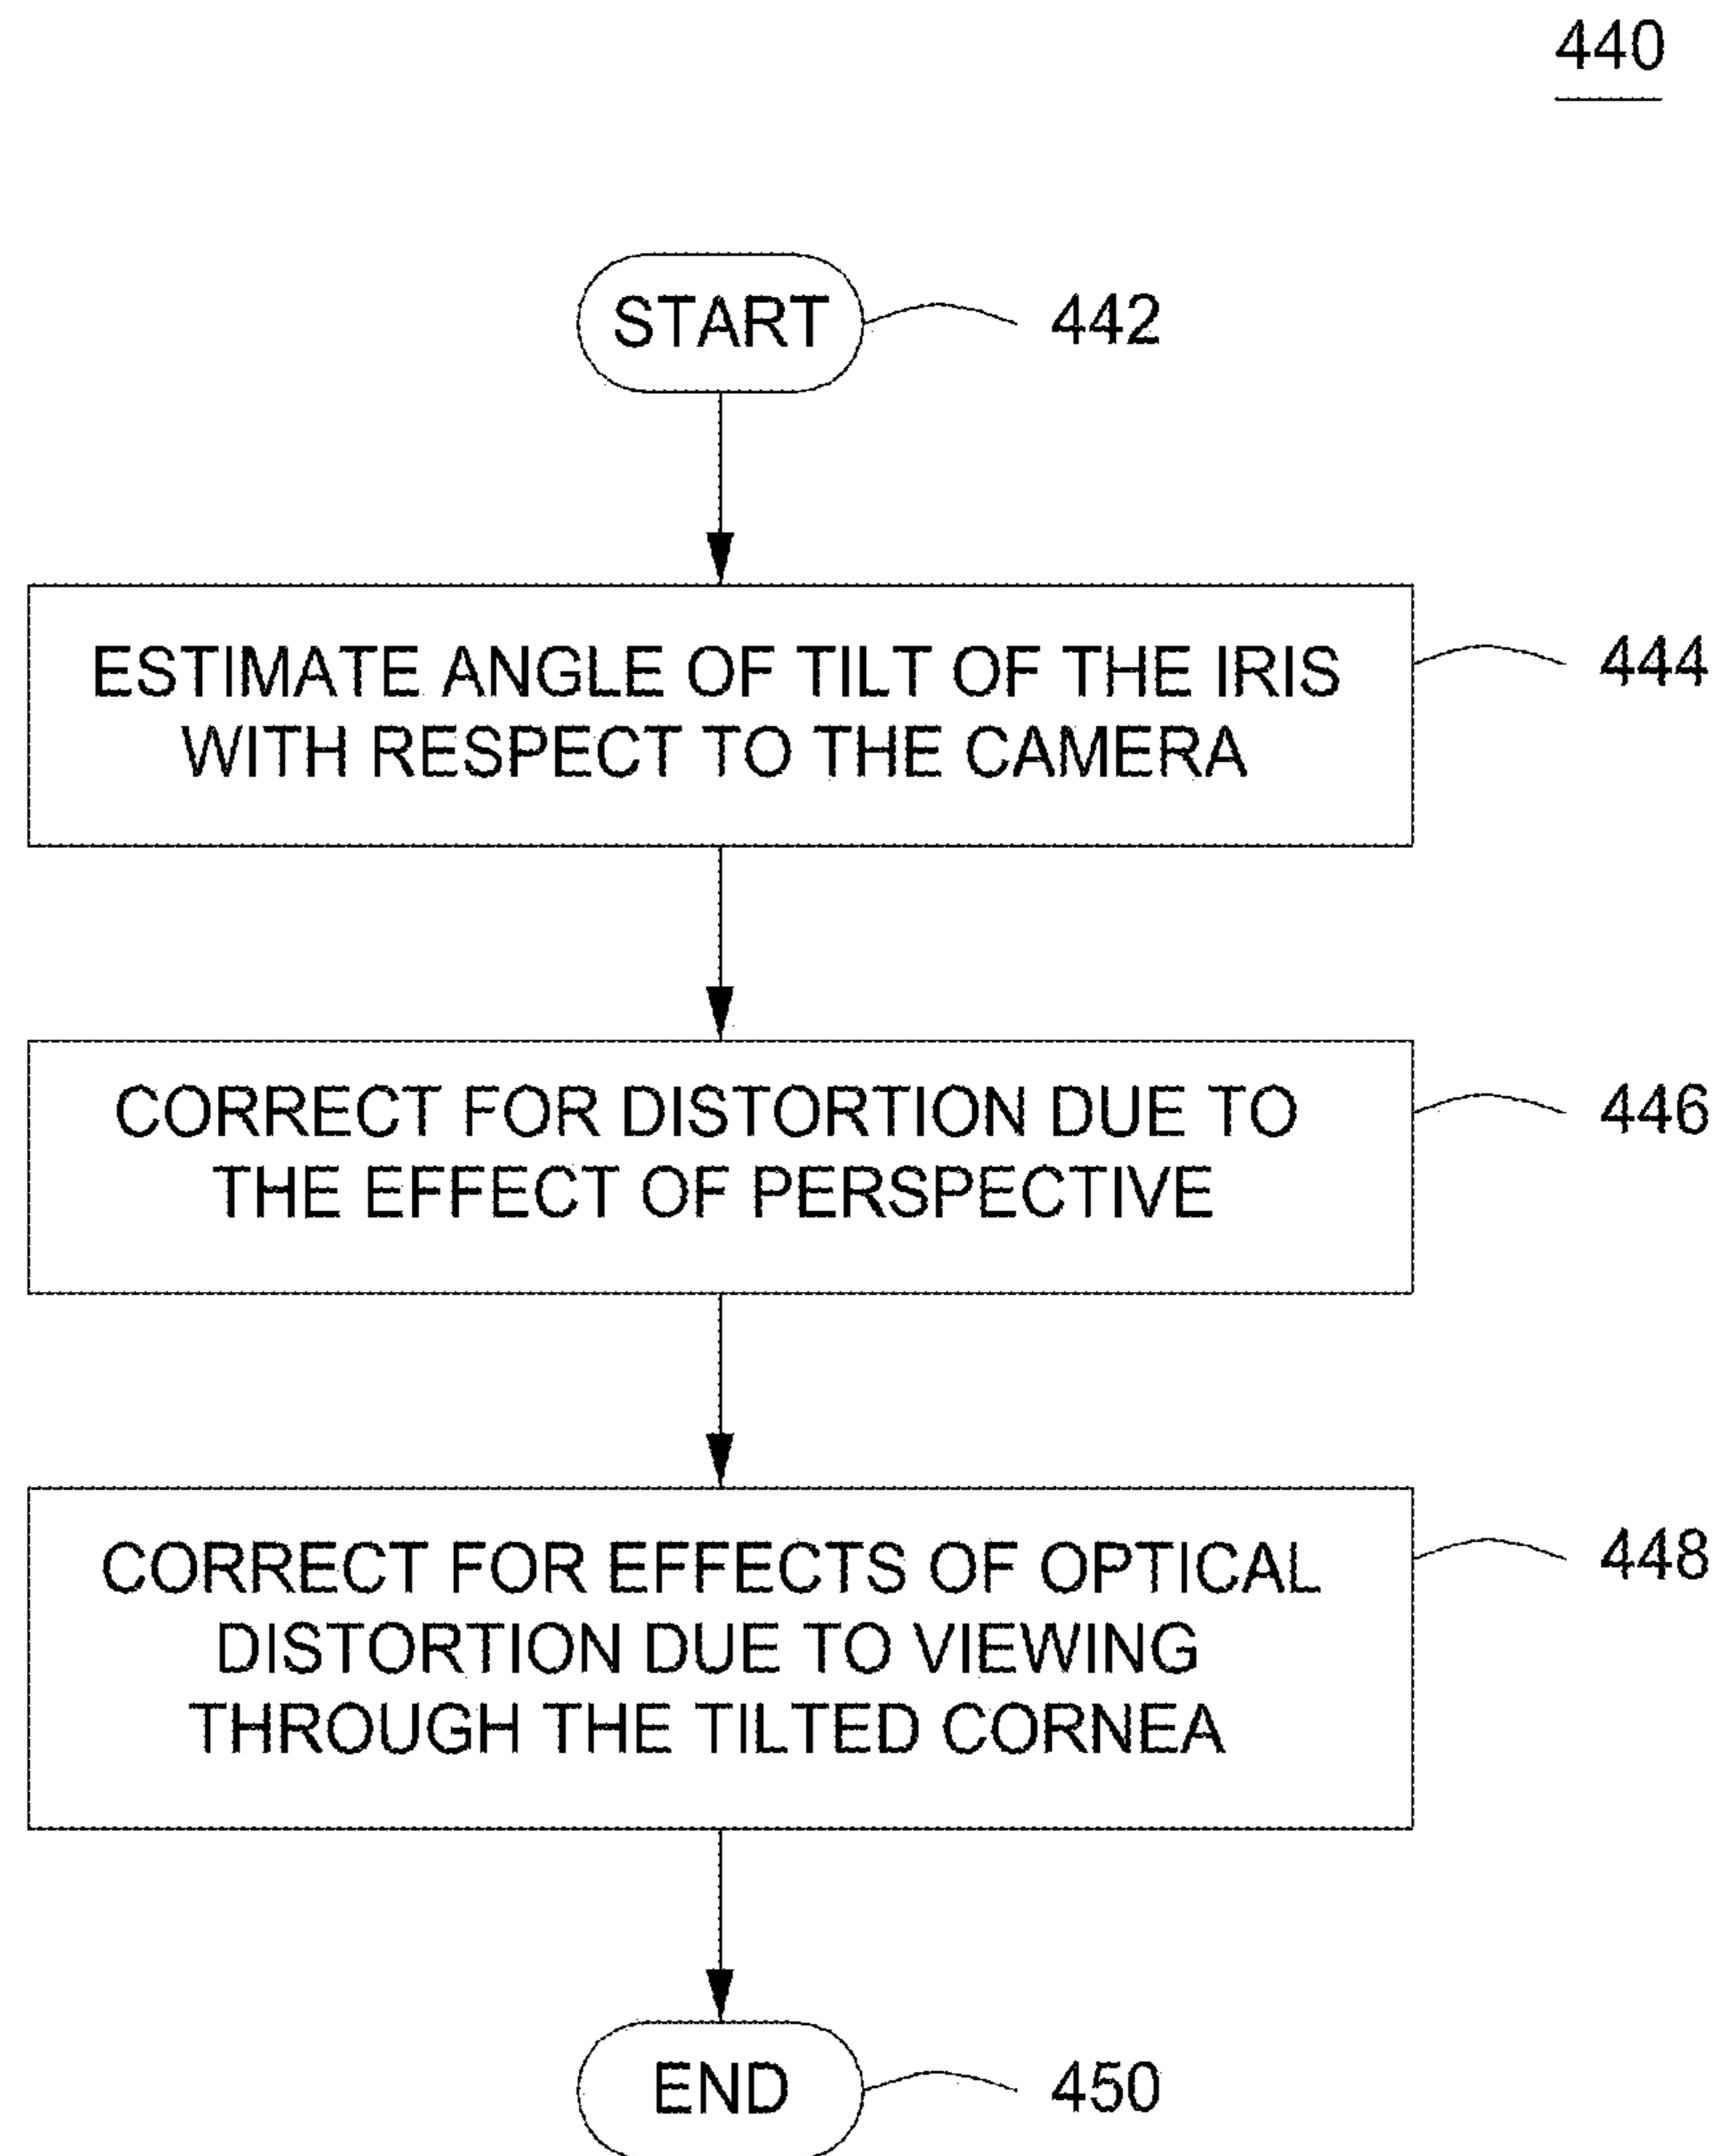 440
START
442
ESTIMATE ANGLE OF TILT OF THE IRIS
WITH RESPECT TO THE CAMERA
444
CORRECT FOR DISTORTION DUE TO
THE EFFECT OF PERSPECTIVE
446
CORRECT FOR EFFECTS OF OPTICAL
DISTORTION DUE TO VIEWING
THROUGH THE TILTED CORNEA
448
END
450